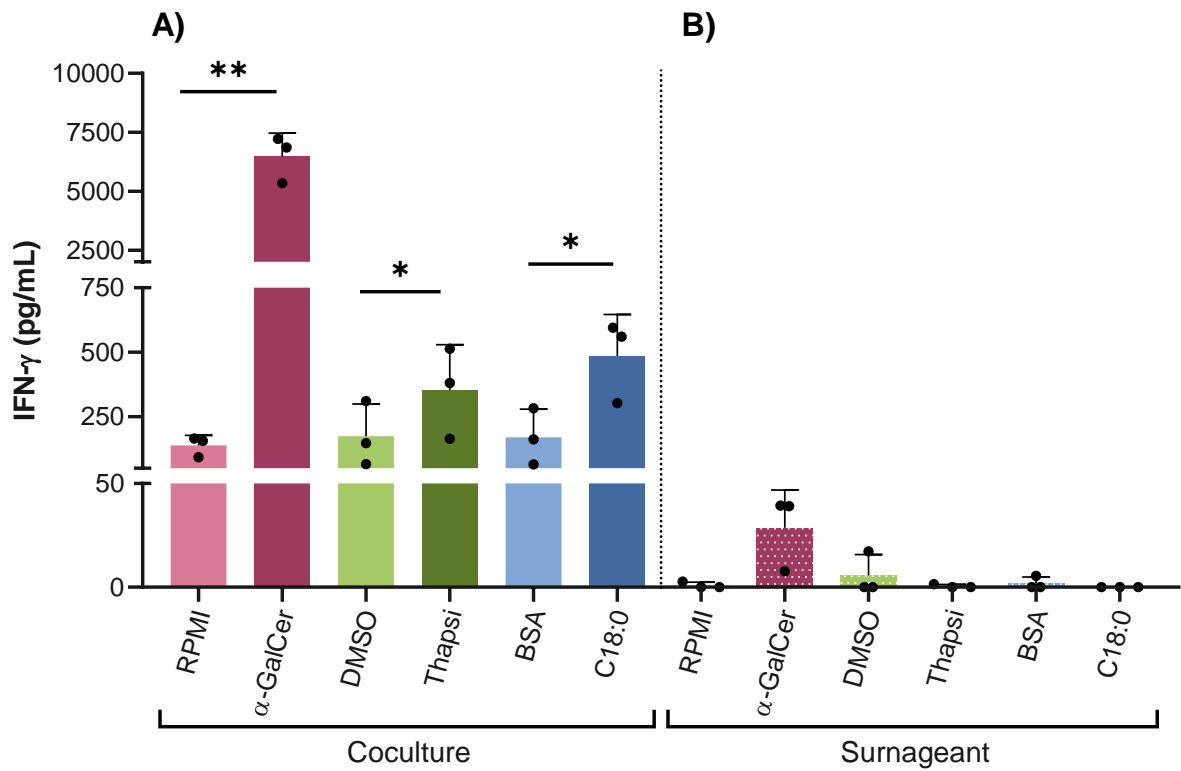 A)
B)
**
*
*
IFN-γ (pg/mL)
10000
7500
5000
2500
750
500
250
50
0
RPMI
α-GalCer
DMSO
Thapsi
BSA
C18:0
RPMI
α-GalCer
DMSO
Thapsi
BSA
C18:0
Coculture
Surnageant